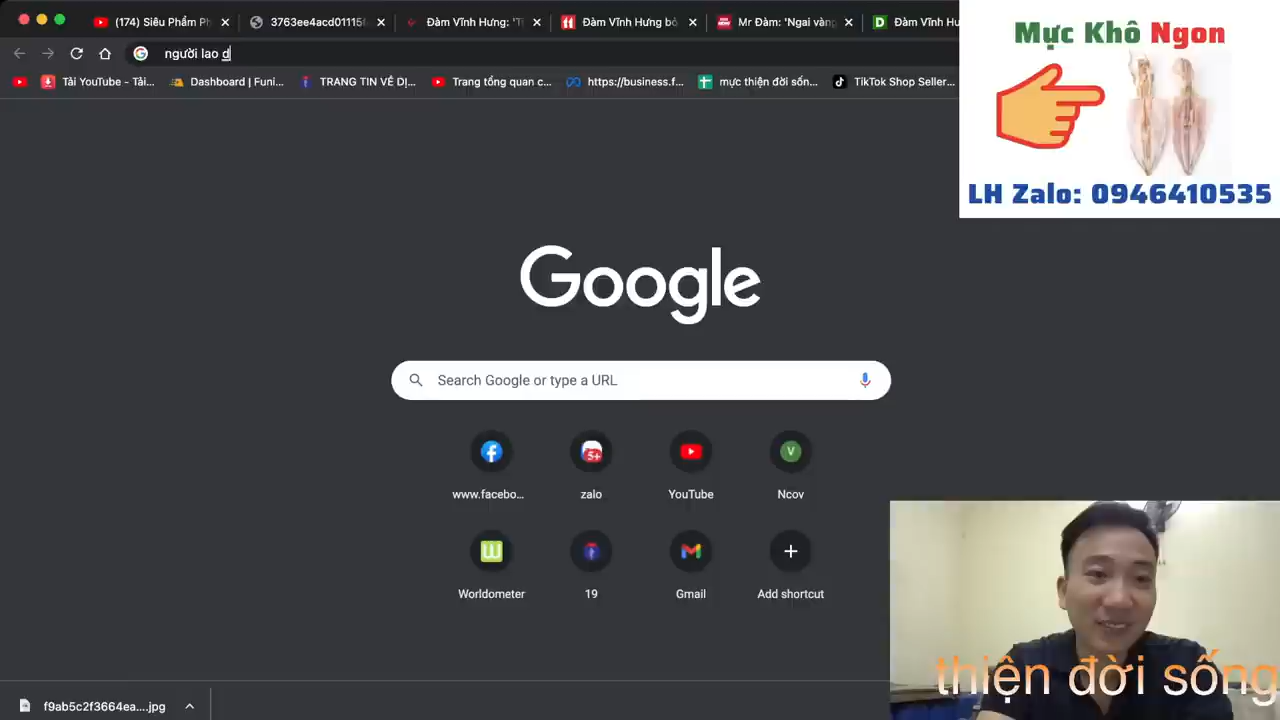 (174) Siêu Phẩm Ph
3763ee4acd01115f
Đàm Vĩnh Hưng: "T
Đàm Vĩnh Hưng bỏ
Mr Đàm: 'Ngai vàng
Đàm Vĩnh Hu
người lao d
Tải YouTube - Tải...
Dashboard | Funi...
TRANG TIN VỀ DỊ...
Trang tổng quan c...
https://business.f...
mực thiện đời sốn...
TikTok Shop Seller...
Mực Khô Ngon
LH Zalo: 0946410535
Google
Search Google or type a URL
www.facebo...
zalo
YouTube
Ncov
Worldometer
19
Gmail
Add shortcut
thiện đời sống
f9ab5c2f3664ea....jpg